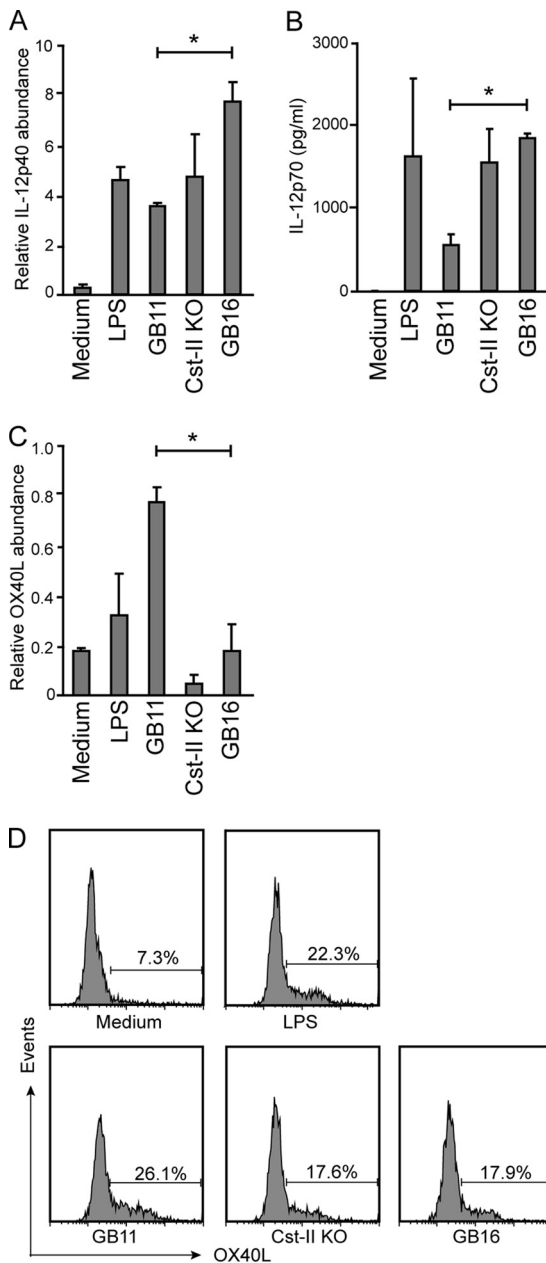 A
Relative IL-12p40 abundance
10
8
6
4
2
0
*
Medium
LPS
GB11
Cst-II KO
GB16
B
IL-12p70 (pg/ml)
3000
2000
1000
0
*
Medium
LPS
GB11
Cst-II KO
GB16
C
Relative OX40L abundance
1.0
0.8
0.6
0.4
0.2
0
*
Medium
LPS
GB11
Cst-II KO
GB16
D
7.3%
Medium
22.3%
LPS
Events
26.1%
GB11
17.6%
Cst-II KO
17.9%
GB16
OX40L